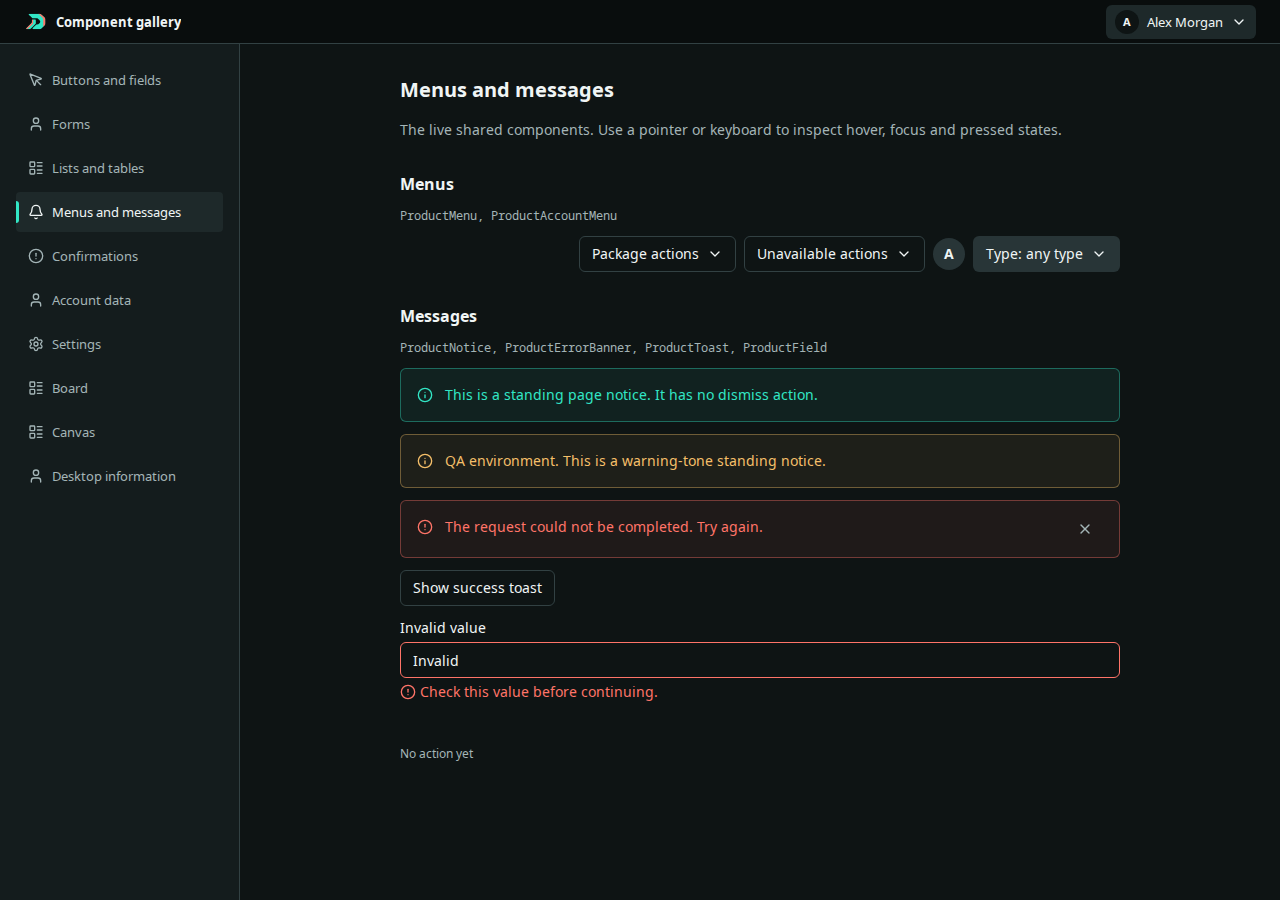 Component gallery
A
Alex Morgan
Buttons and fields
Forms
Lists and tables
Menus and messages
Confirmations
Account data
Settings
Board
Canvas
Desktop information
Menus and messages
The live shared components. Use a pointer or keyboard to inspect hover, focus and pressed states.
Menus
ProductMenu, ProductAccountMenu
Package actions
Unavailable actions
A
Type: any type
Messages
ProductNotice, ProductErrorBanner, ProductToast, ProductField
This is a standing page notice. It has no dismiss action.
QA environment. This is a warning-tone standing notice.
The request could not be completed. Try again.
Show success toast
Invalid value
Invalid
Check this value before continuing.
No action yet